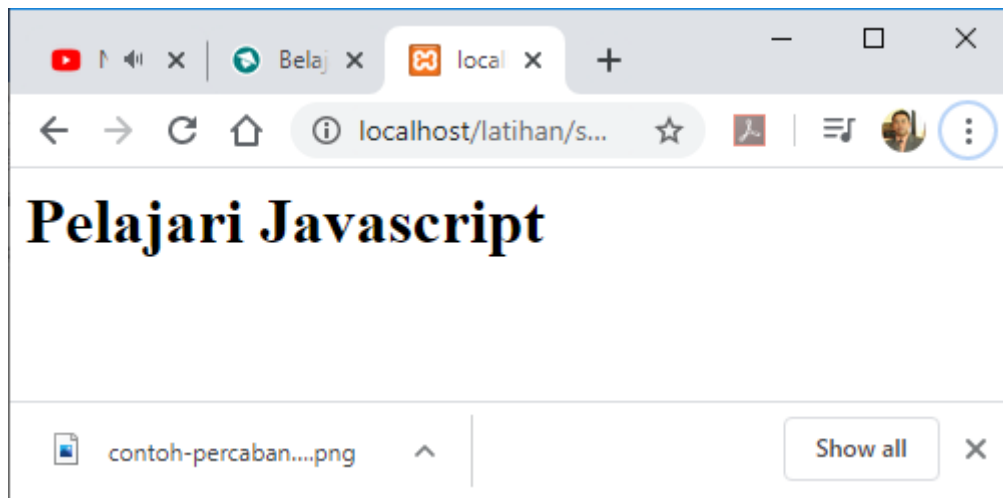 Belaj
local
localhost/latihan/s...
Pelajari Javascript
contoh-percaban....png
Show all